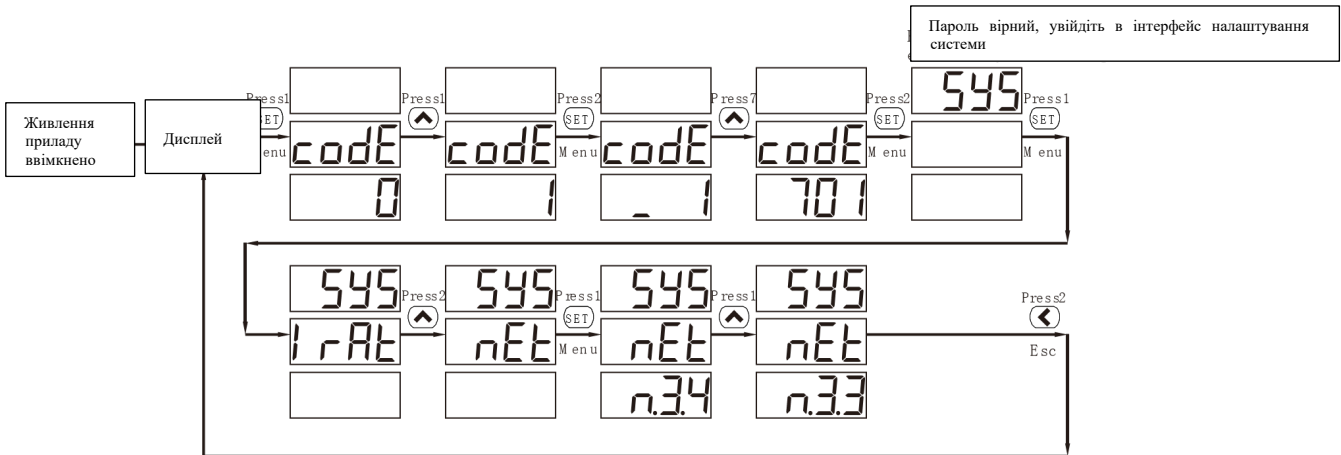 Пароль вірний, увійдіть в інтерфейс налаштування
системи
SYS
Press1
Press1
Press2
Press7
Press2
Press1
SET
SET
SET
Живлення
приладу
ввімкнено
Дисплей
codE
codE
codE
codE
Menu
Menu
Menu
0
1
_ 1
701
SYS
SYS
SYS
SYS
Press2
Press1
Press1
Press2
SET
I rAt
nEt
nEt
nEt
Menu
Esc
n.3.4
n.3.3